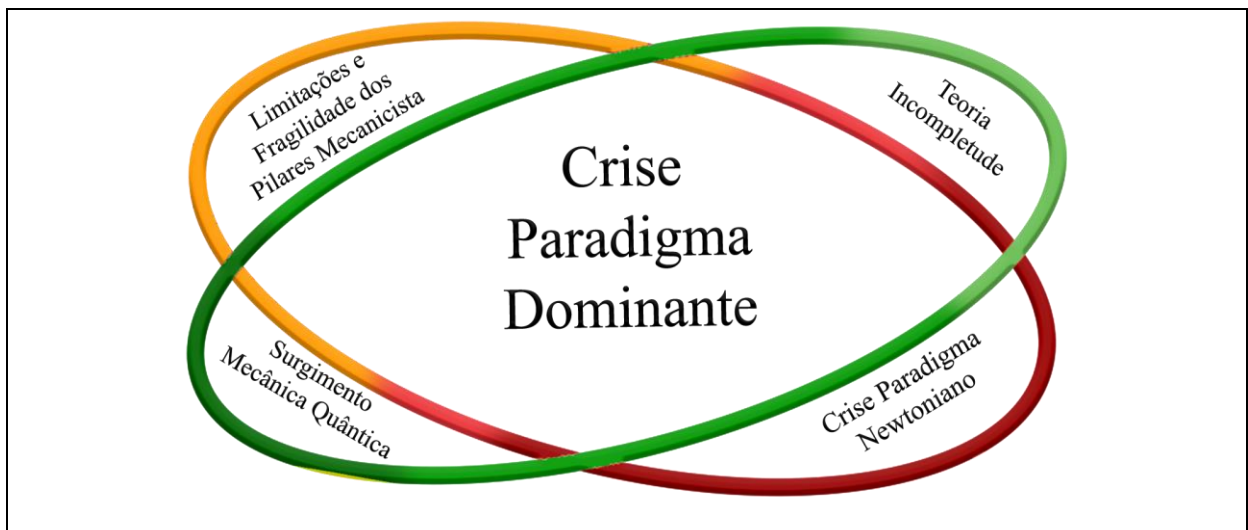 Limitações e
Fragilidade dos
Pilares Mecanicista
Teoria
Incompletude
Crise
Paradigma
Dominante
Surgimento
Mecânica Quântica
Crise Paradigma
Newtoniano